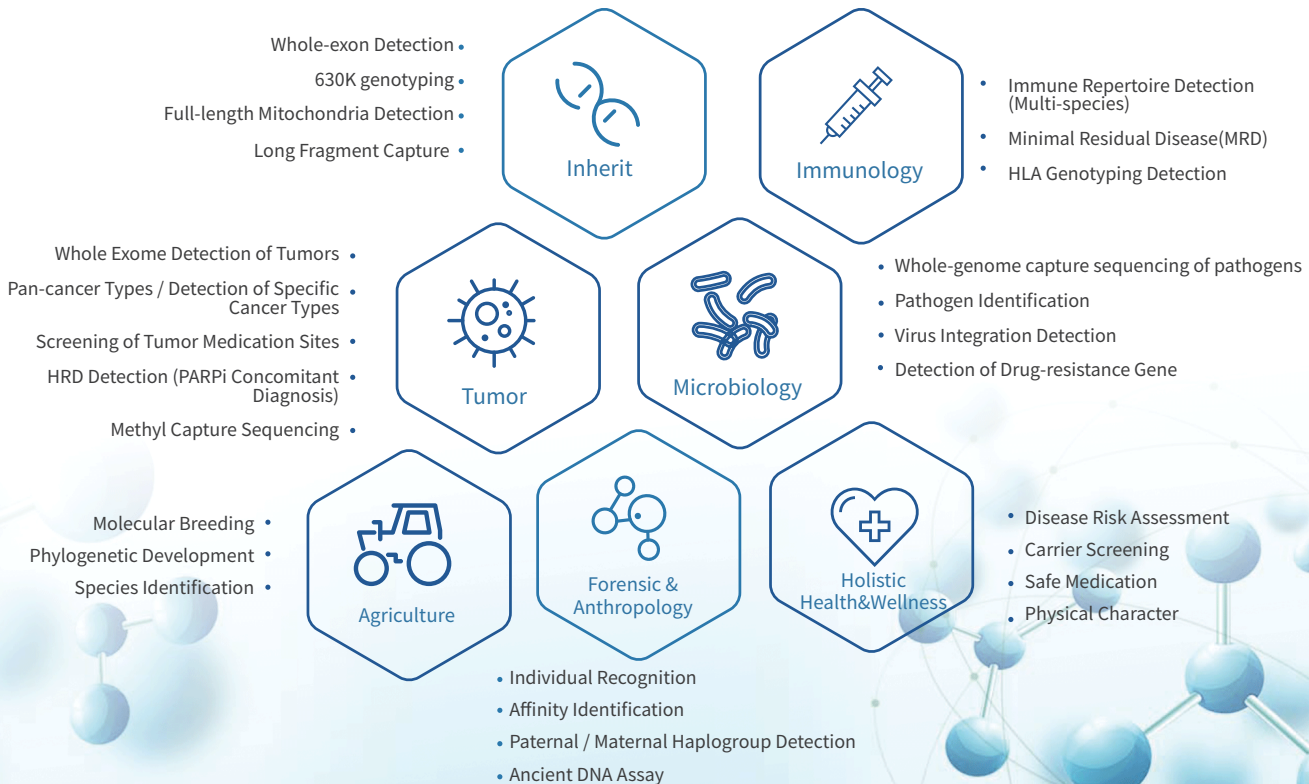 Whole-exon Detection
630K genotyping
Full-length Mitochondria Detection
Long Fragment Capture
Inherit
Immunology
Immune Repertoire Detection
(Multi-species)
Minimal Residual Disease(MRD)
HLA Genotyping Detection
Whole Exome Detection of Tumors
Pan-cancer Types / Detection of Specific
Cancer Types
Screening of Tumor Medication Sites
HRD Detection (PARPi Concomitant
Diagnosis)
Methyl Capture Sequencing
Tumor
Microbiology
Whole-genome capture sequencing of pathogens
Pathogen Identification
Virus Integration Detection
Detection of Drug-resistance Gene
Molecular Breeding
Phylogenetic Development
Species Identification
Agriculture
Forensic &
Anthropology
Individual Recognition
Affinity Identification
Paternal / Maternal Haplogroup Detection
Ancient DNA Assay
Holistic
Health&Wellness
Disease Risk Assessment
Carrier Screening
Safe Medication
Physical Character